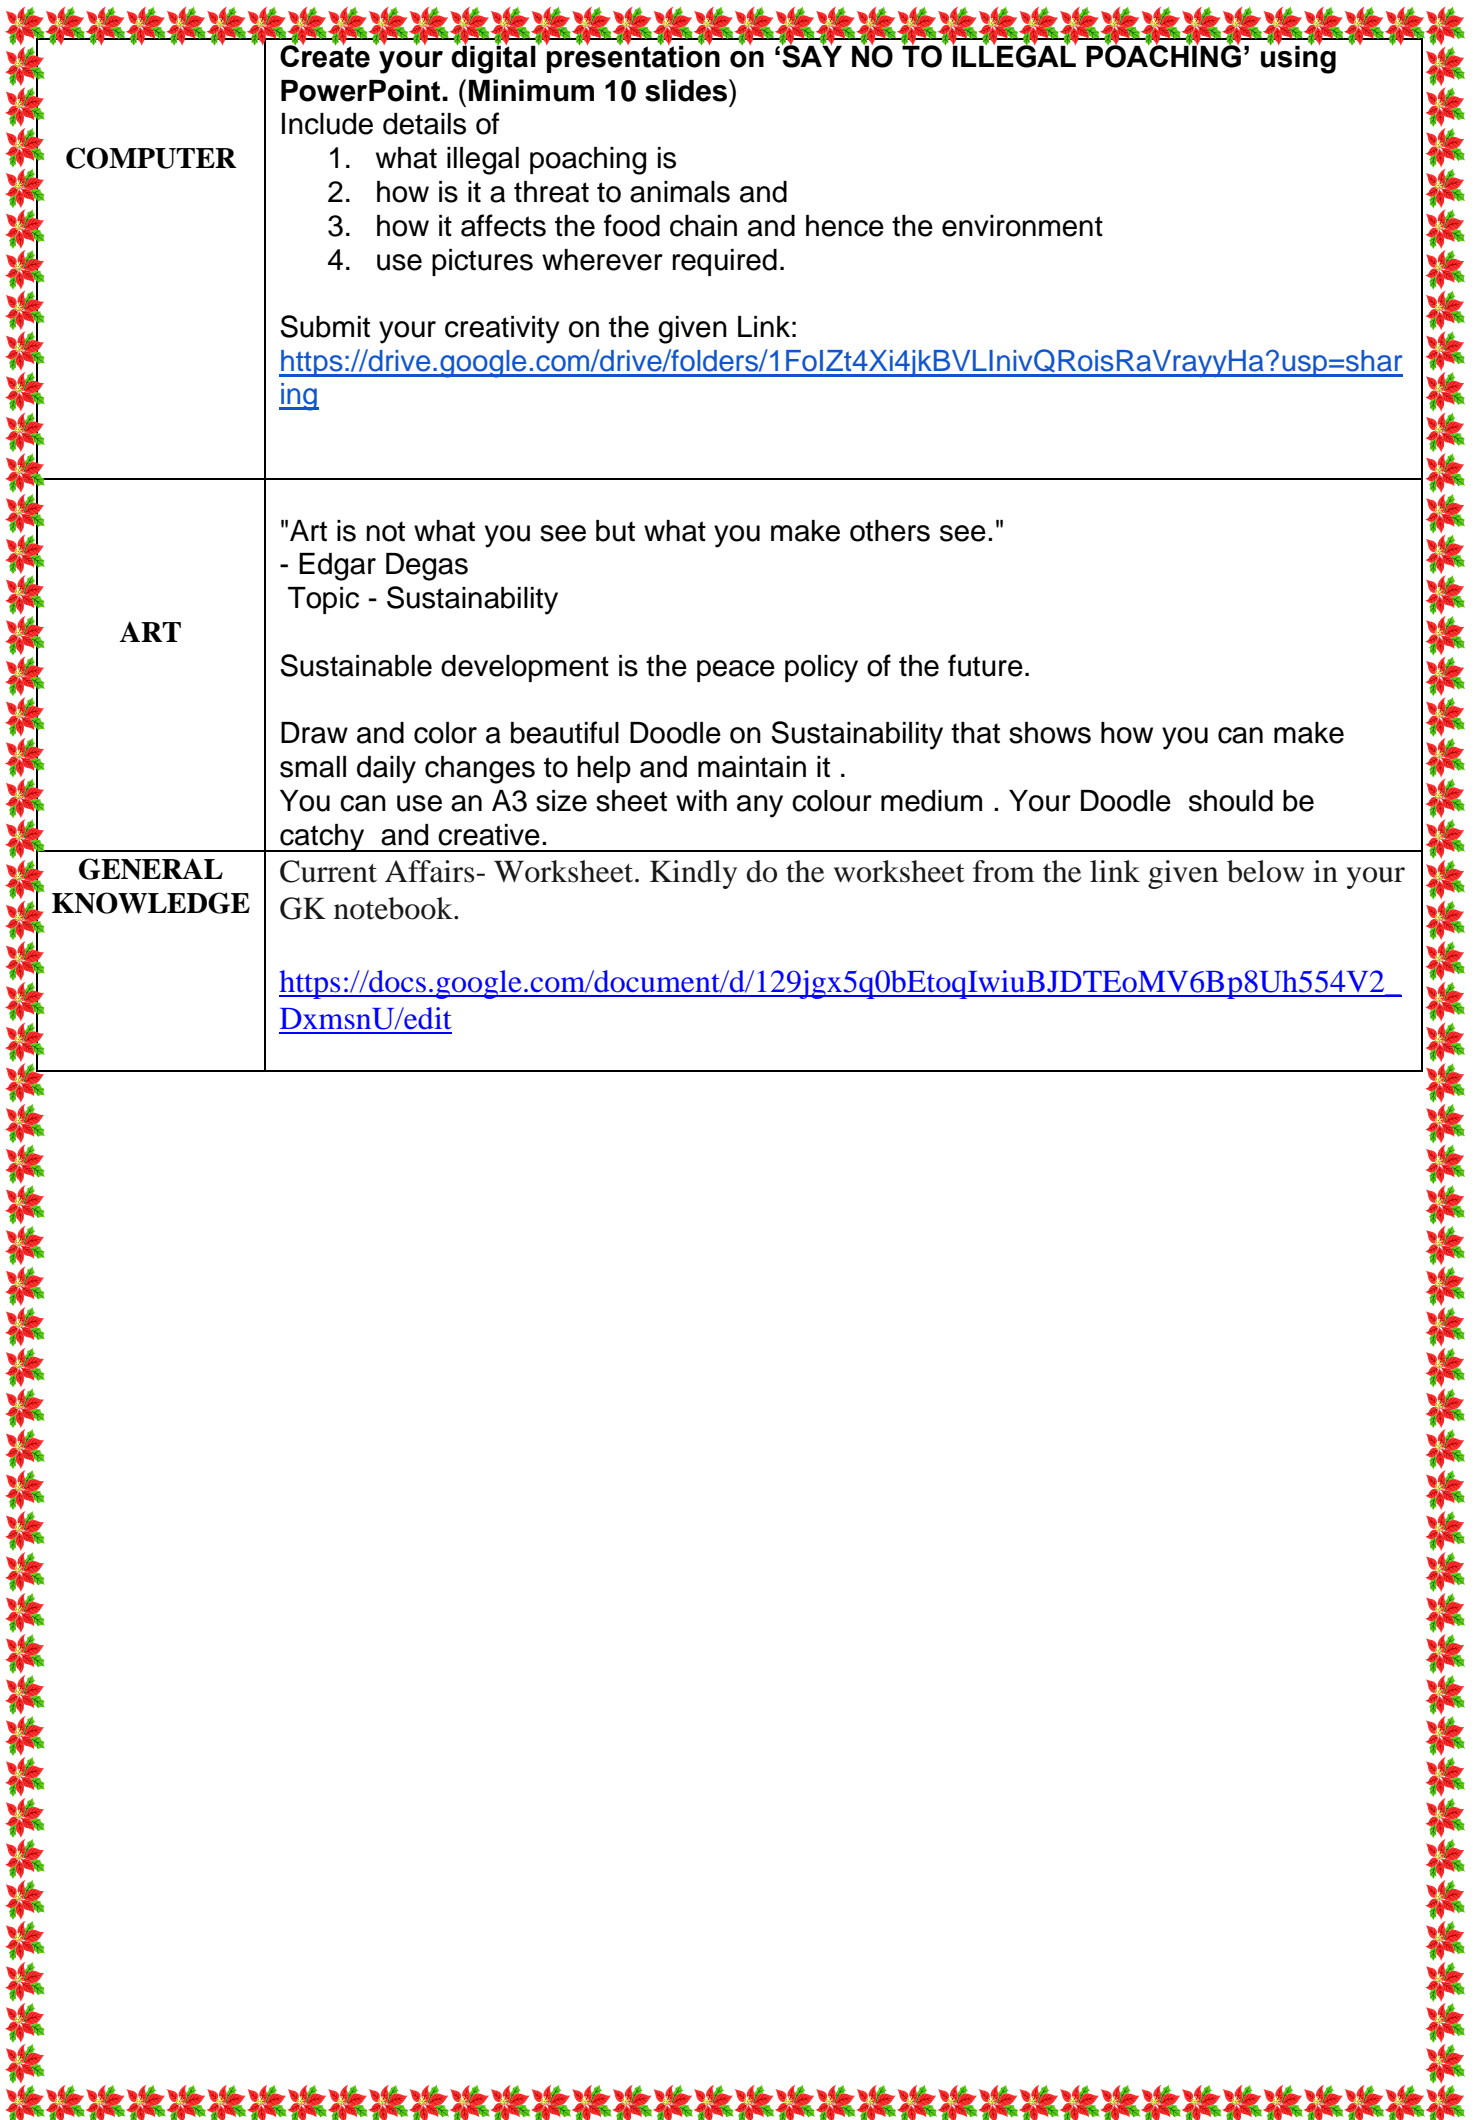 Create your digital presentation on ‘SAY NO TO ILLEGAL POACHING’ using
PowerPoint. (Minimum 10 slides)
Include details of
COMPUTER
1. what illegal poaching is
2. how is it a threat to animals and
3. how it affects the food chain and hence the environment
4. use pictures wherever required.
Submit your creativity on the given Link:
https://drive.google.com/drive/folders/1FoIZt4Xi4jkBVLInivQRoisRaVrayyHa?usp=shar
ing
"Art is not what you see but what you make others see."
- Edgar Degas
Topic - Sustainability
ART
Sustainable development is the peace policy of the future.
Draw and color a beautiful Doodle on Sustainability that shows how you can make
small daily changes to help and maintain it .
You can use an A3 size sheet with any colour medium . Your Doodle  should be
catchy  and creative.
GENERAL
KNOWLEDGE
Current Affairs- Worksheet. Kindly do the worksheet from the link given below in your
GK notebook.
https://docs.google.com/document/d/129jgx5q0bEtoqIwiuBJDTEoMV6Bp8Uh554V2_
DxmsnU/edit